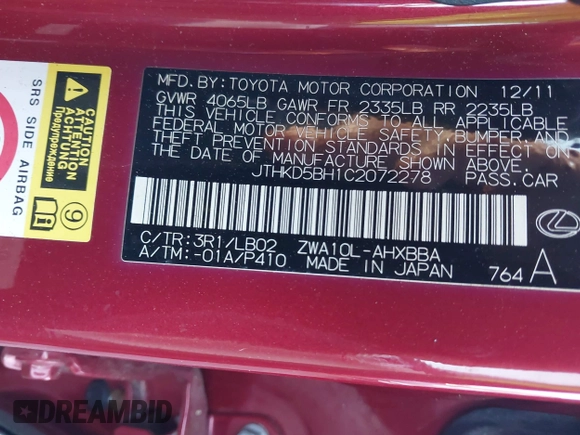 MFD. BY: TOYOTA MOTOR CORPORATION 12/11
GVWR 4065LB GAWR FR 2335LB RR 2235LB
THIS VEHICLE CONFORMS TO ALL APPLICABLE
FEDERAL MOTOR VEHICLE SAFETY, BUMPER AND
THEFT PREVENTION STANDARDS IN EFFECT ON
THE DATE OF MANUFACTURE SHOWN ABOVE.
JTHKD5BH1C2072278 PASS.CAR
C/TR: 3R1/LB02 ZWA10L-AHXBBA
A/TM: -01A/P410 MADE IN JAPAN 764 A
SRS SIDE AIRBAG
CAUTION
ATTENTION
ACHTUNG
Предупреждение
9
DREAMBID